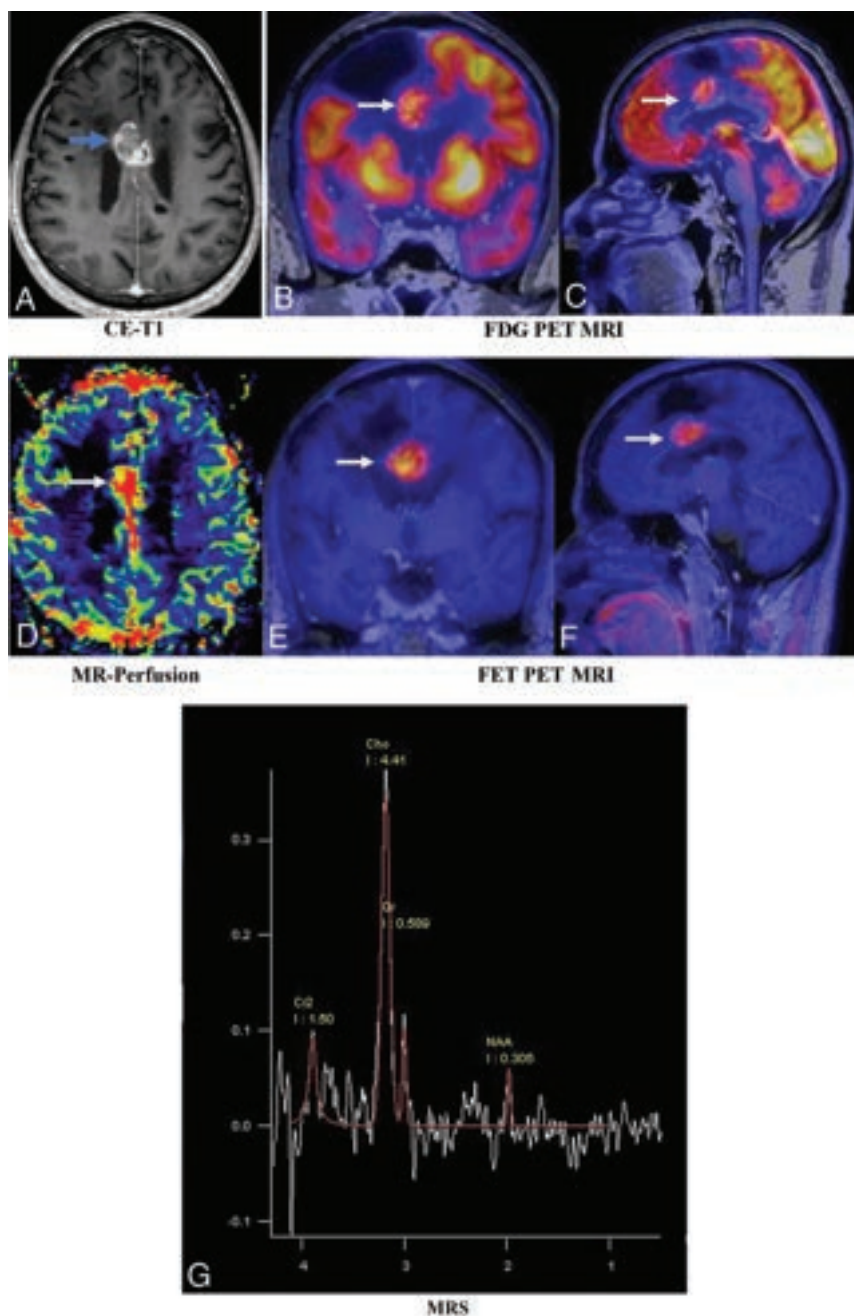 A
B
C
CE-T1
FDG PET MRI
D
E
F
MR-Perfusion
FET PET MRI
Cho
I : 4.41
0.3
Cr
I : 0.589
0.2
Cr2
I : 1.50
0.1
NAA
I : 0.305
0.0
-0.1
4
3
2
1
G
MRS